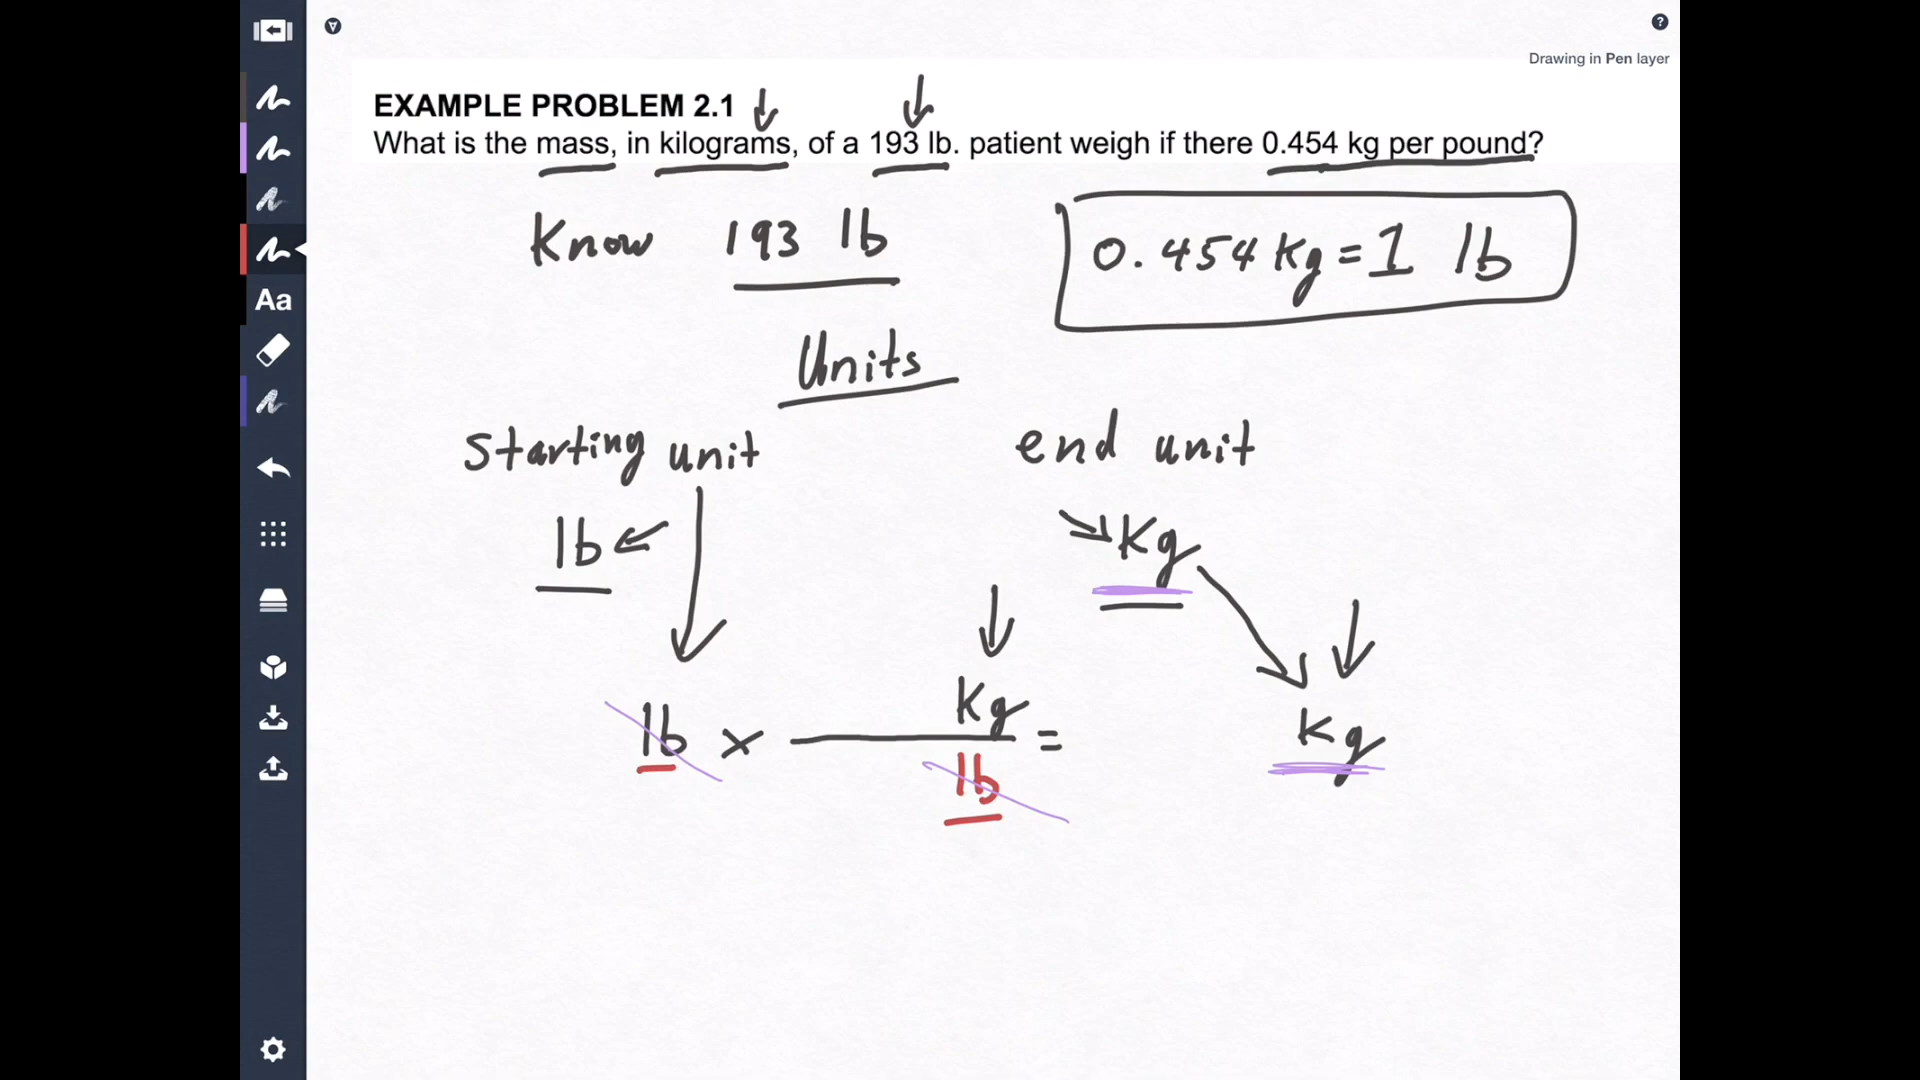 Drawing in Pen layer
EXAMPLE PROBLEM 2.1
What is the mass, in kilograms, of a 193 lb. patient weigh if there 0.454 kg per pound?
Know 193 lb
0.454 kg = 1 lb
Units
starting unit
end unit
lb
kg
lb × kg =
lb
kg
Aa
?